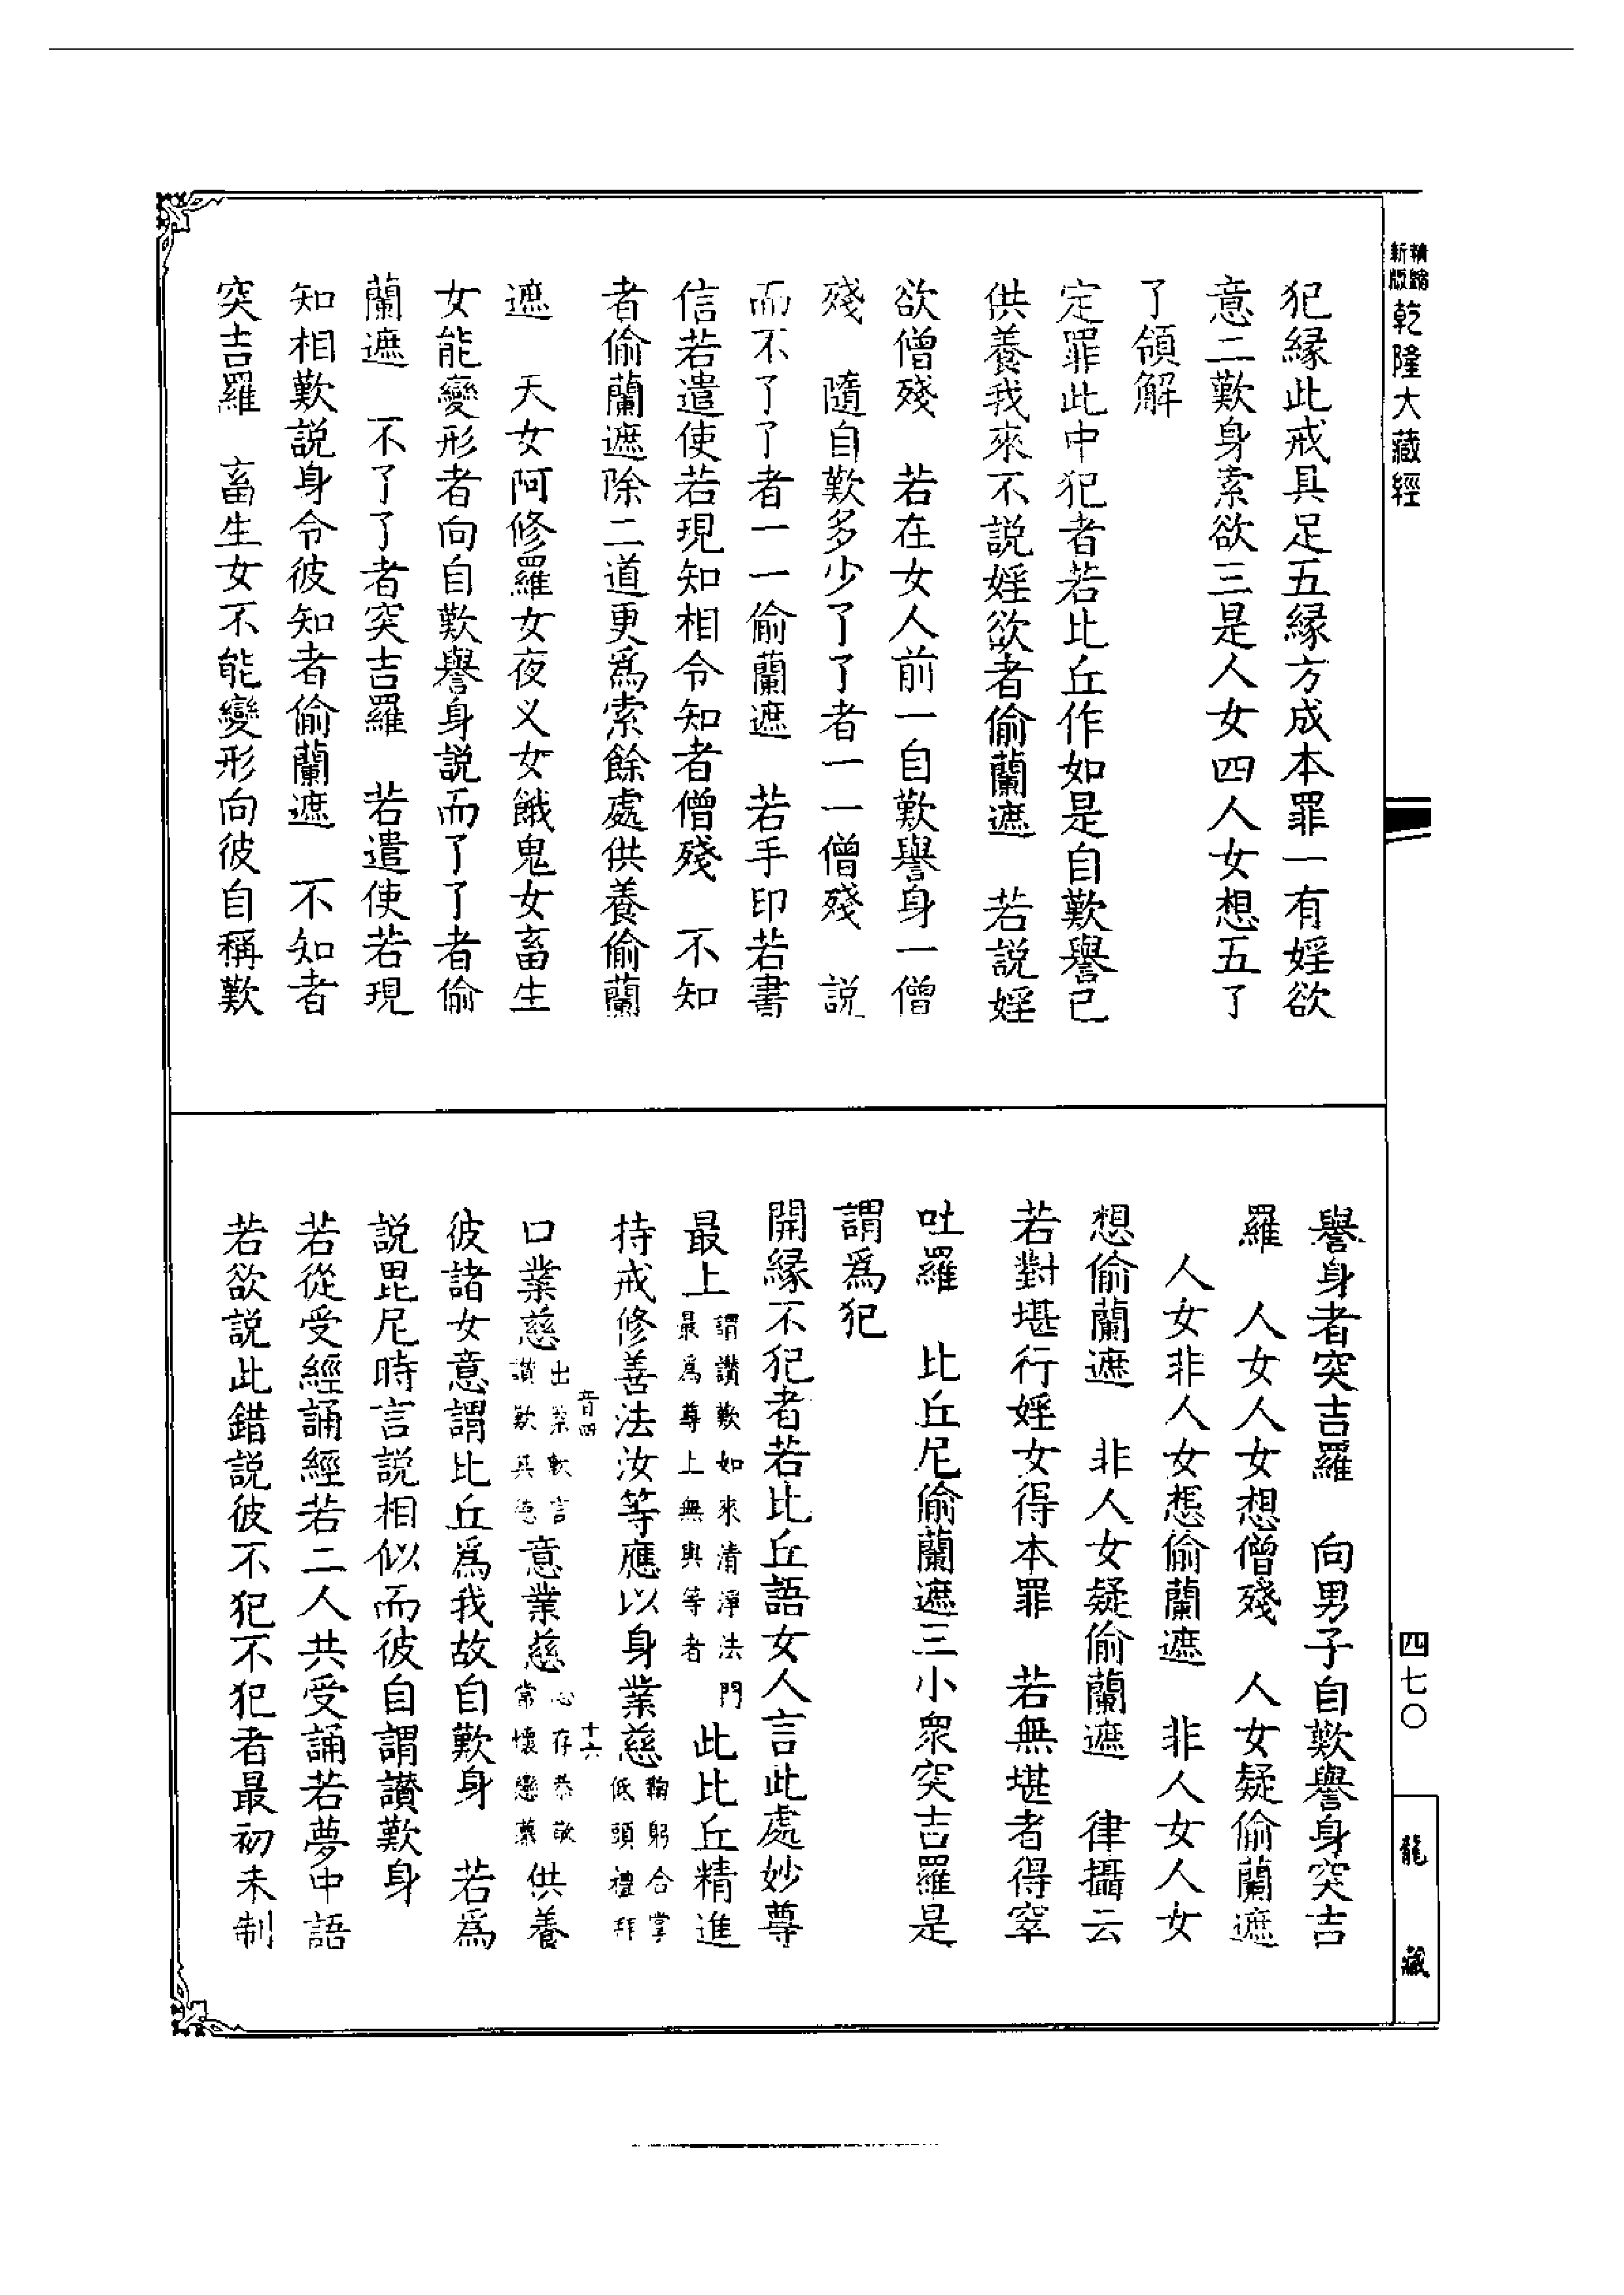 精縮新版乾隆大藏經
犯緣此戒具足五緣方成本罪一有婬欲
意二歎身索欲三是人女四人女想五了
了領解
定罪此中犯者若比丘作如是自歎譽已
供養我來不說婬欲者偷蘭遮　若說婬
欲僧殘　若在女人前一自歎譽身一僧
殘　隨自歎多少了了者一一僧殘　說
而不了了者一一偷蘭遮　若手印若書
信若遣使若現知相令知者僧殘　不知
者偷蘭遮除二道更爲索餘處供養偷蘭
遮　天女阿修羅女夜义女餓鬼女畜生
女能變形者向自歎譽身說而了了者偷
蘭遮　不了了者突吉羅　若遣使若現
知相歎說身令彼知者偷蘭遮　不知者
突吉羅　畜生女不能變形向彼自稱歎
譽身者突吉羅　向男子自歎譽身突吉
羅　人女人女想僧殘　人女疑偷蘭遮
人女非人女想偷蘭遮　非人女人女
想偷蘭遮　非人女疑偷蘭遮　律攝云
若對堪行婬女得本罪　若無堪者得窣
吐羅　比丘尼偷蘭遮三小衆突吉羅是
謂爲犯
開緣不犯者若比丘語女人言此處妙尊
最上謂讚歎如來清淨法門最爲尊上無與等者此比丘精進
持戒修善法汝等應以身業慈鞠躬合掌低頭禮拜
口業慈出柔軟言讚歎其德意業慈心存恭敬常懷戀慕供養
音四
十六
彼諸女意謂比丘爲我故自歎身　若爲
說毘尼時言說相似而彼自謂讚歎身
若從受經誦經若二人共受誦若夢中語
若欲說此錯說彼不犯不犯者最初未制
四七〇
龍藏